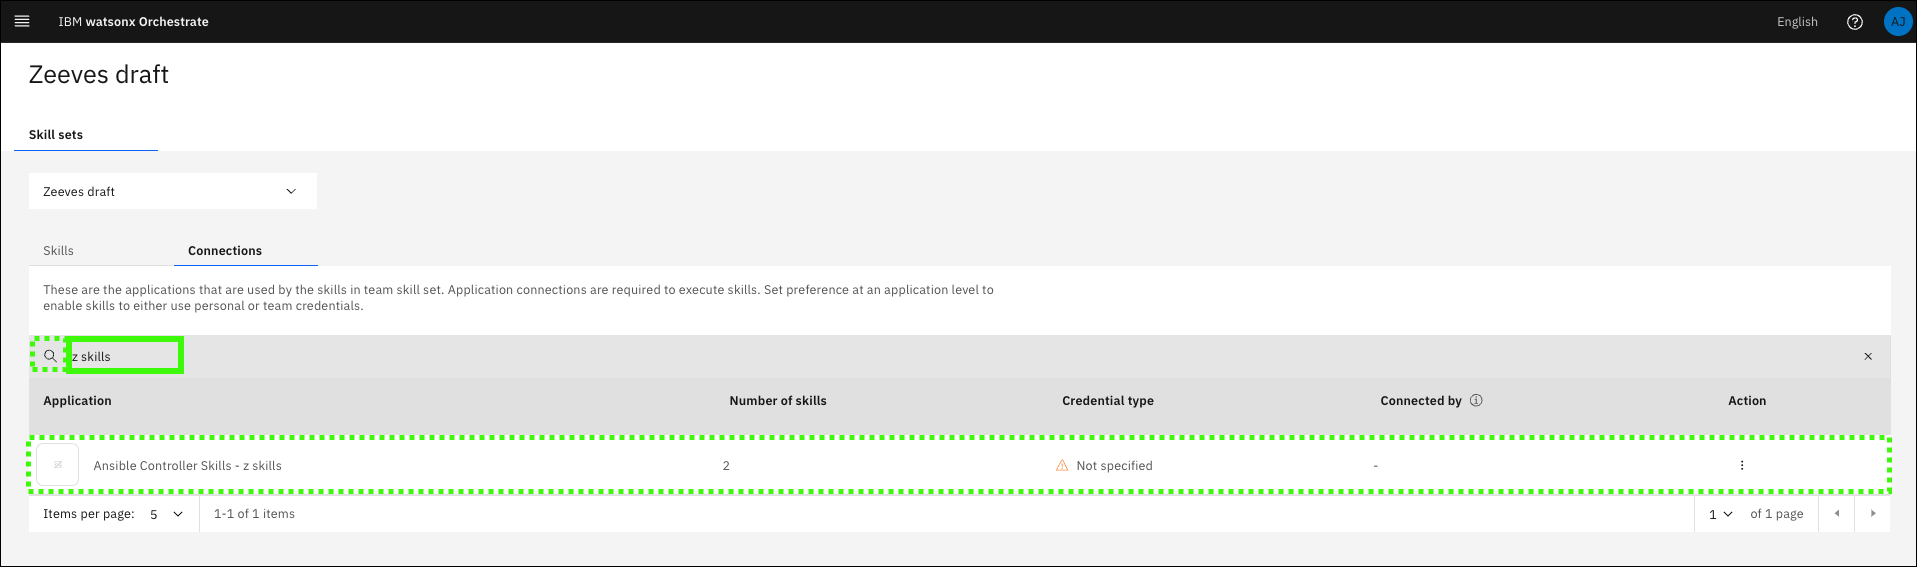 IBM watsonx Orchestrate
English
AJ
Zeeves draft
Skill sets
Zeeves draft
Skills
Connections
These are the applications that are used by the skills in team skill set. Application connections are required to execute skills. Set preference at an application level to
enable skills to either use personal or team credentials.
z skills
Application
Number of skills
Credential type
Connected by
Action
Ansible Controller Skills - z skills
2
Not specified
-
Items per page: 5
1-1 of 1 items
1
of 1 page